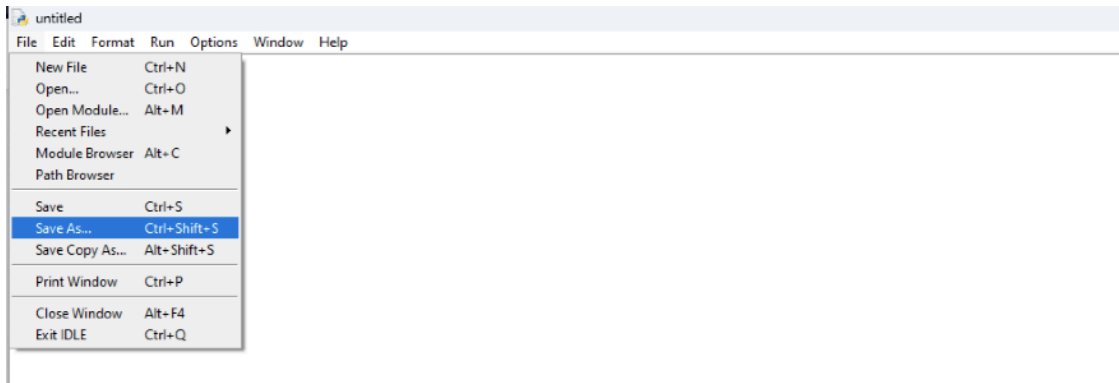 untitled
File Edit Format Run Options Window Help
New File Ctrl+N
Open... Ctrl+O
Open Module... Alt+M
Recent Files
Module Browser Alt+C
Path Browser
Save Ctrl+S
Save As... Ctrl+Shift+S
Save Copy As... Alt+Shift+S
Print Window Ctrl+P
Close Window Alt+F4
Exit IDLE Ctrl+Q